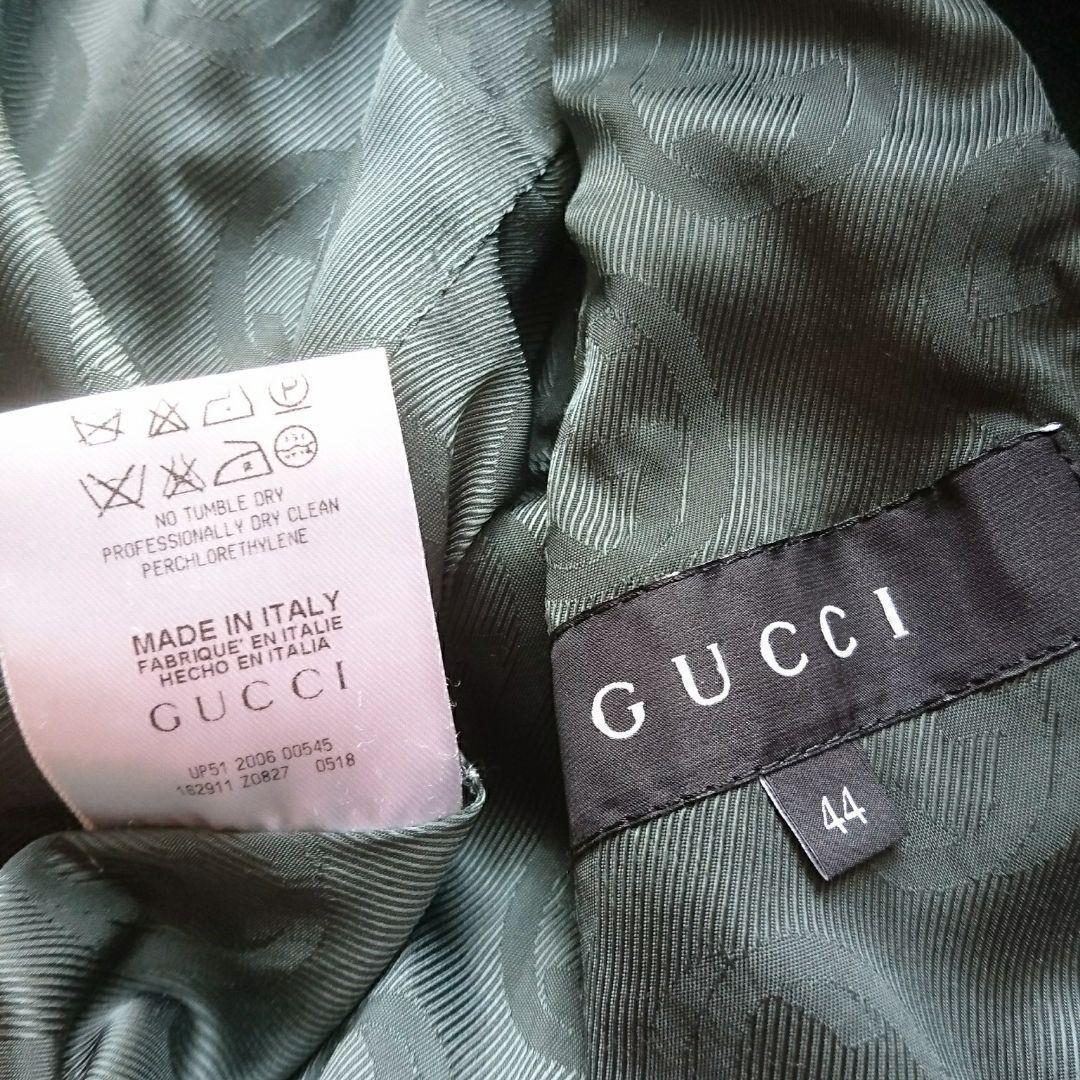 NO TUMBLE DRY
PROFESSIONALLY DRY CLEAN
PERCHLORETHYLENE
MADE IN ITALY
FABRIQUE' EN ITALIE
HECHO EN ITALIA
GUCCI
UP51 2006 00545
162911 Z0827 0518
GUCCI
44